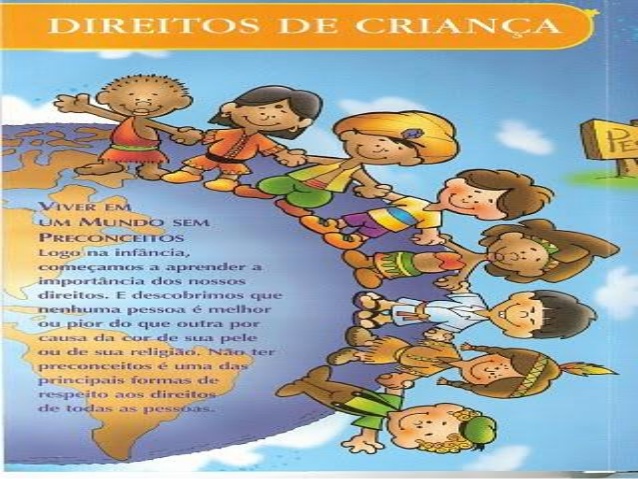 DIREITOS DE CRIANÇA
VIVER EM
UM MUNDO SEM
PRECONCEITOS
Logo na infância,
começamos a aprender a
importância dos nossos
direitos. E descobrimos que
nenhuma pessoa é melhor
ou pior do que outra por
causa da cor de sua pele
ou de sua religião. Não ter
preconceitos é uma das
principais formas de
respeito aos direitos
de todas as pessoas.